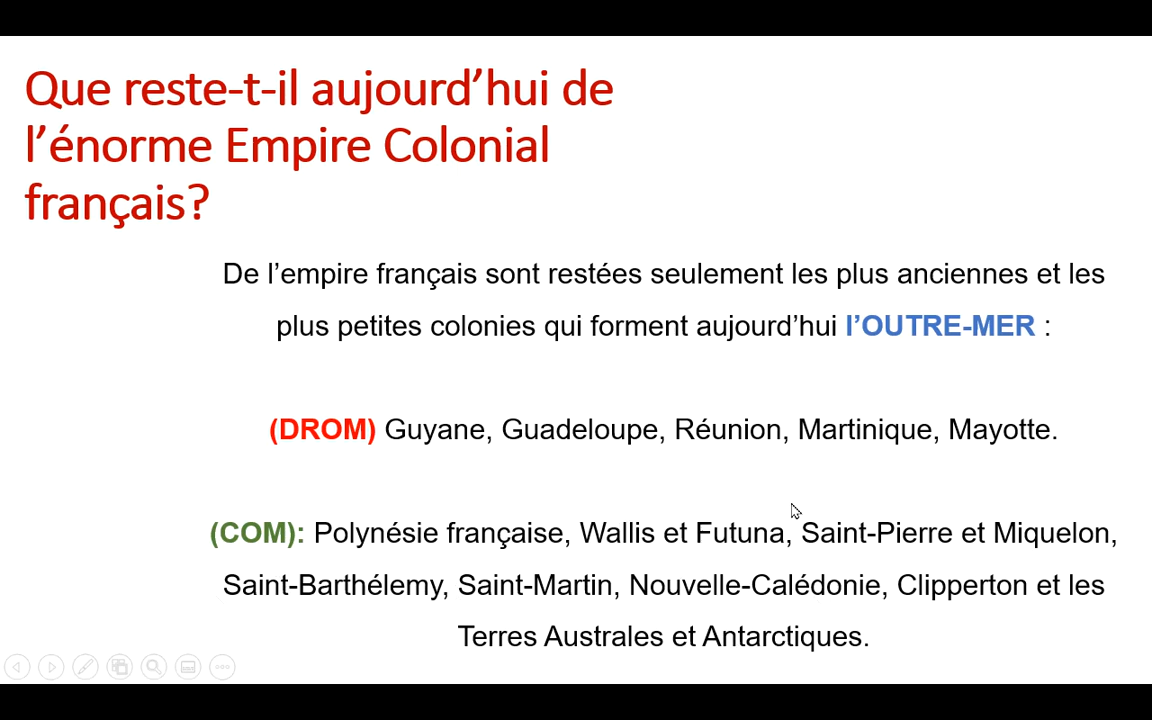 Que reste-t-il aujourd’hui de
l’énorme Empire Colonial
français?
De l’empire français sont restées seulement les plus anciennes et les
plus petites colonies qui forment aujourd’hui l’OUTRE-MER :
(DROM) Guyane, Guadeloupe, Réunion, Martinique, Mayotte.
(COM): Polynésie française, Wallis et Futuna, Saint-Pierre et Miquelon,
Saint-Barthélemy, Saint-Martin, Nouvelle-Calédonie, Clipperton et les
Terres Australes et Antarctiques.